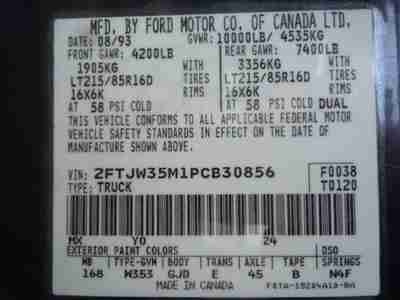 MFD. BY FORD MOTOR CO. OF CANADA LTD.
DATE: 08/93 GVWR: 10000LB/ 4535KG
FRONT GAWR: 4200LB REAR GAWR: 7400LB
1905KG WITH 3356KG WITH
LT215/85R16D TIRES LT215/85R16D TIRES
16X6K RIMS 16X6K RIMS
AT 58 PSI COLD AT 58 PSI COLD DUAL
THIS VEHICLE CONFORMS TO ALL APPLICABLE FEDERAL MOTOR
VEHICLE SAFETY STANDARDS IN EFFECT ON THE DATE OF
MANUFACTURE SHOWN ABOVE.
VIN: 2FTJW35M1PCB30856 F0038
TYPE: TRUCK T0120
MX YO 24
EXTERIOR PAINT COLORS DSO
WB TYPE-GVW BODY TRANS AXLE TAPE SPRINGS
168 W353 GJD E 45 B N4F
MADE IN CANADA